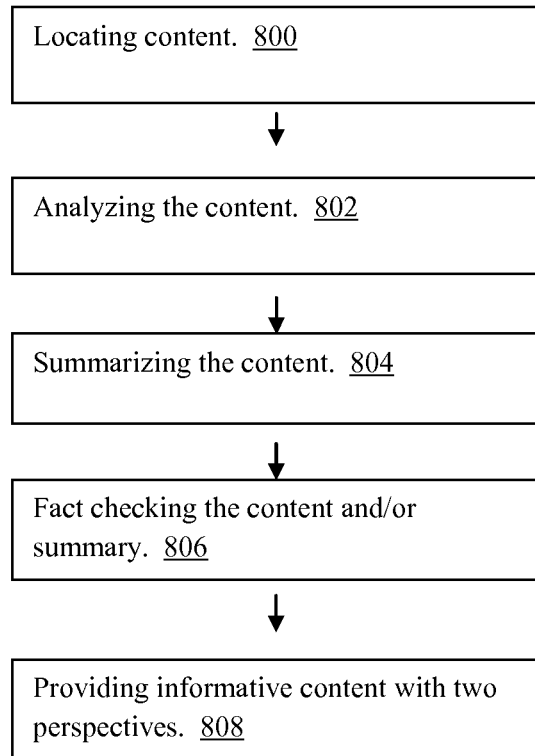 Locating content. 800
Analyzing the content. 802
Summarizing the content. 804
Fact checking the content and/or
summary. 806
Providing informative content with two
perspectives. 808